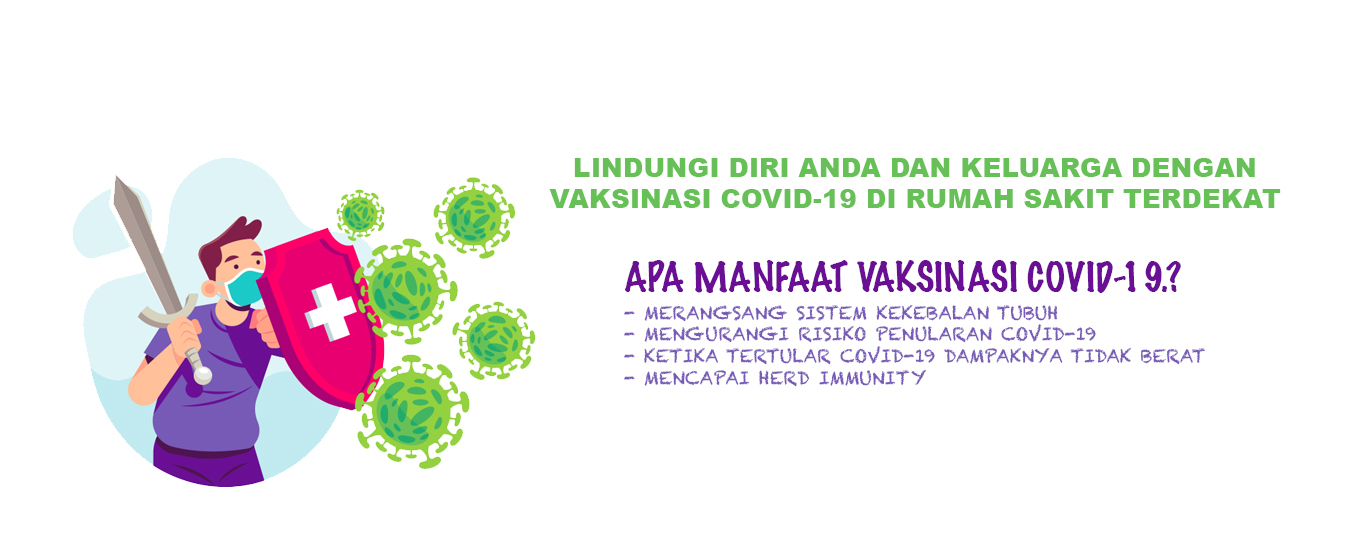 LINDUNGI DIRI ANDA DAN KELUARGA DENGAN
VAKSINASI COVID-19 DI RUMAH SAKIT TERDEKAT
APA MANFAAT VAKSINASI COVID-1 9.?
- MERANGSANG SISTEM KEKEBALAN TUBUH
- MENGURANGI RISIKO PENULARAN COVID-19
- KETIKA TERTULAR COVID-19 DAMPAKNYA TIDAK BERAT
- MENCAPAI HERD IMMUNITY